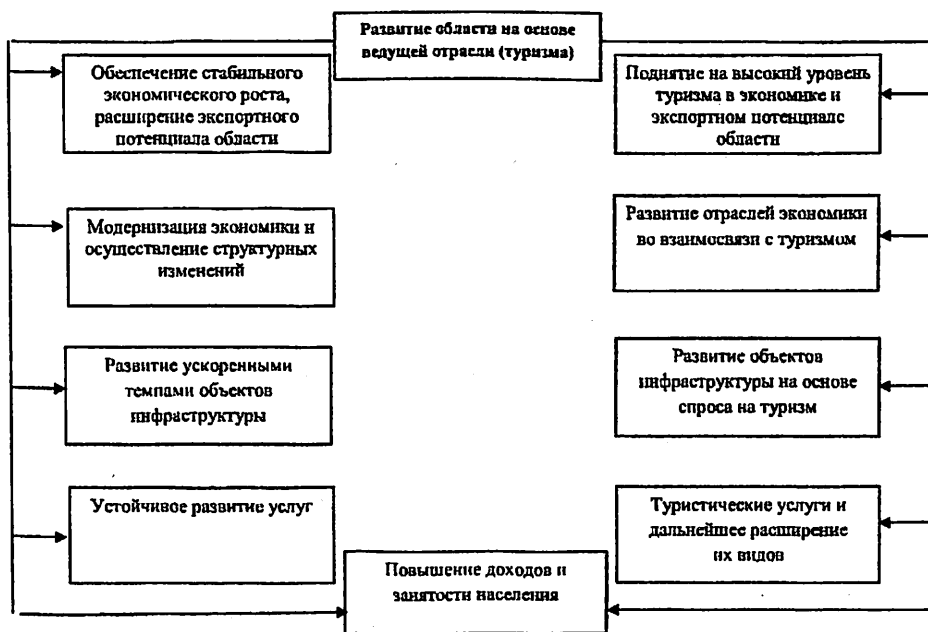 Развитие области на основе
ведущей отрасли (туризма)
Обеспечение стабильного
экономического роста,
расширение экспортного
потенциала области
Поднятие на высокий уровень
туризма в экономике и
экспортном потенциале
области
Модернизация экономики и
осуществление структурных
изменений
Развитие отраслей экономики
во взаимосвязи с туризмом
Развитие ускоренными
темпами объектов
инфраструктуры
Развитие объектов
инфраструктуры на основе
спроса на туризм
Устойчивое развитие услуг
Туристические услуги и
дальнейшее расширение
их видов
Повышение доходов и
занятости населения